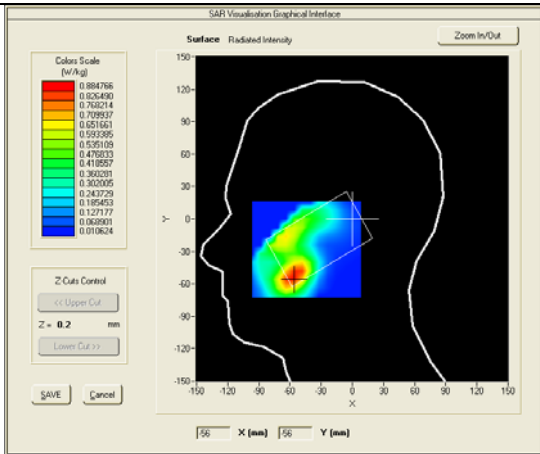 SAR Visualisation Graphical Interface
Surface Radiated Intensity
Zoom In/Out
Colors Scale
(W/kg)
0.884766
0.826490
0.768214
0.709937
0.651661
0.593385
0.535109
0.476833
0.418557
0.360281
0.302005
0.243729
0.185453
0.127177
0.068901
0.010624
Z-Cuts Control
<< Upper Cut
Z = 0.2 mm
Lower Cut >>
SAVE Cancel
150
120
90
60
30
0
-30
-60
-90
-120
-150
Y
-150 -120 -90 -60 -30 0 30 60 90 120 150
X
-56 X (mm) -56 Y (mm)